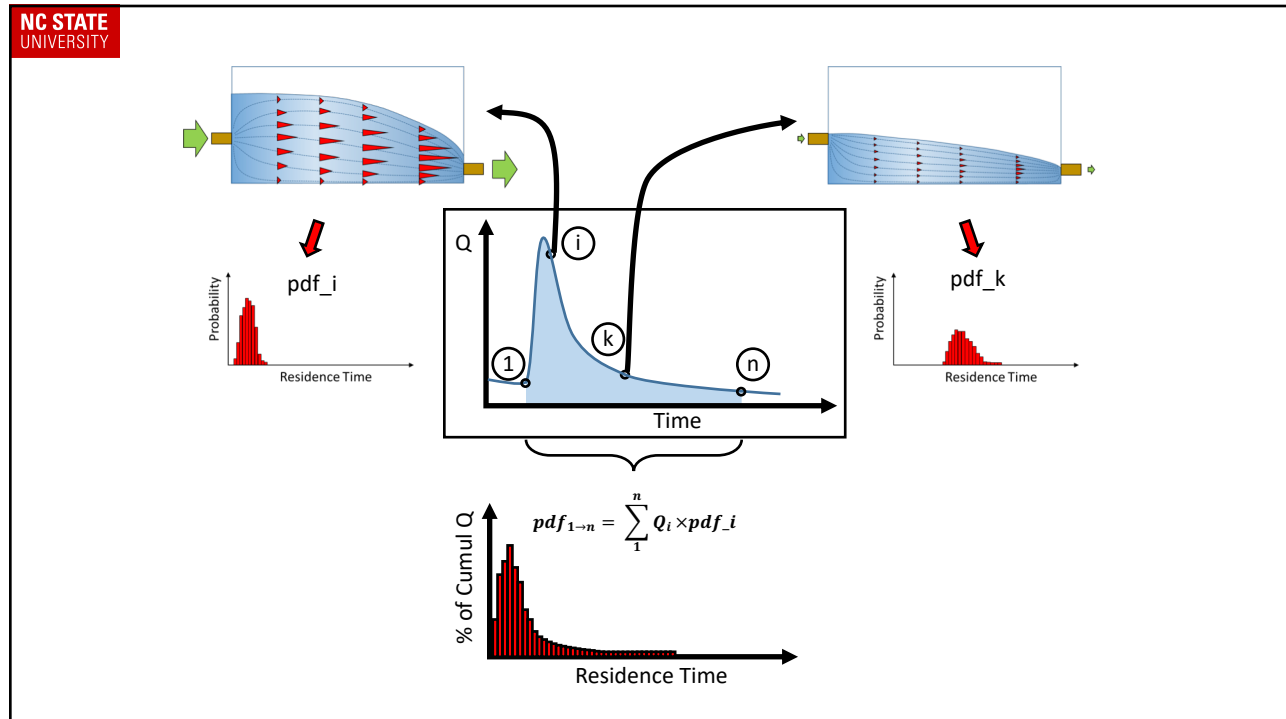 NC STATE
UNIVERSITY
pdf_i
Probability
Residence Time
Q
i
k
1
n
Time
pdf_k
Probability
Residence Time
pdf₁→ₙ = ∑₁ⁿ Qᵢ × pdf_i
% of Cumul Q
Residence Time